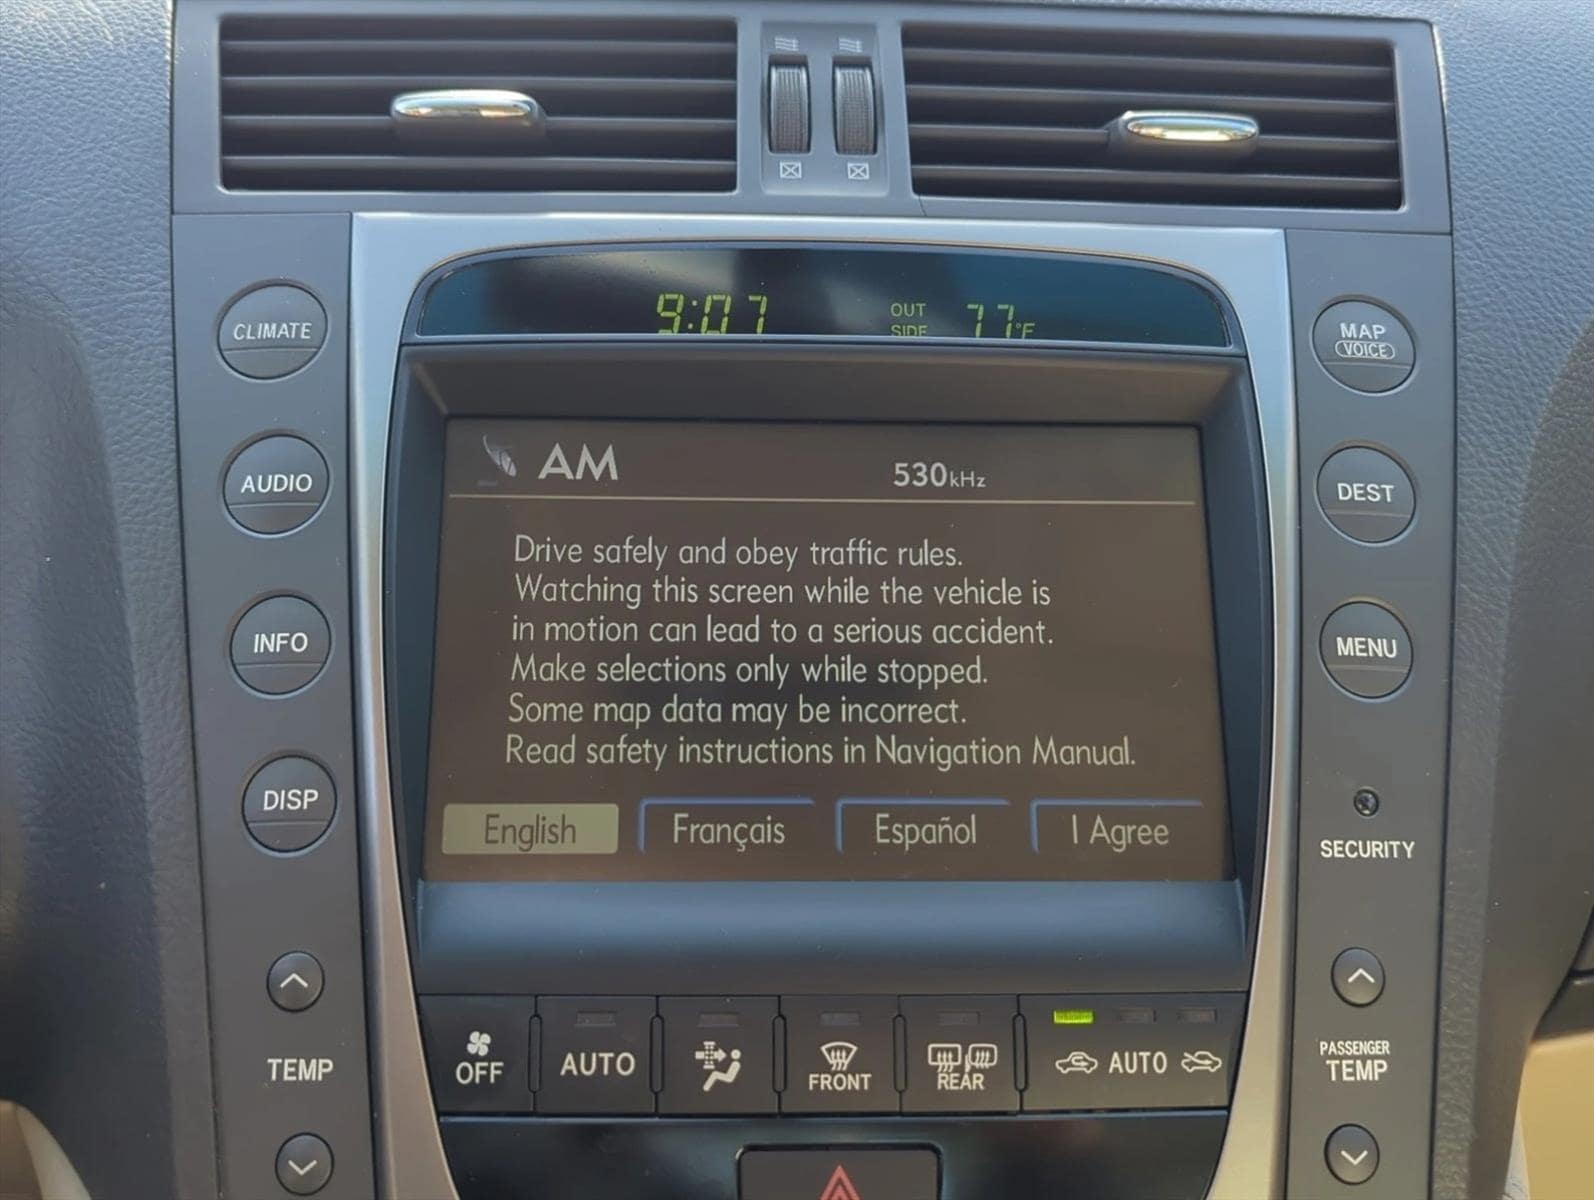 9:07 OUT SIDE 77°F
CLIMATE
MAP
VOICE
AM 530kHz
AUDIO
DEST
Drive safely and obey traffic rules.
Watching this screen while the vehicle is
in motion can lead to a serious accident.
Make selections only while stopped.
Some map data may be incorrect.
Read safety instructions in Navigation Manual.
INFO
MENU
DISP
English Français Español I Agree
SECURITY
TEMP
OFF AUTO FRONT REAR AUTO
PASSENGER
TEMP